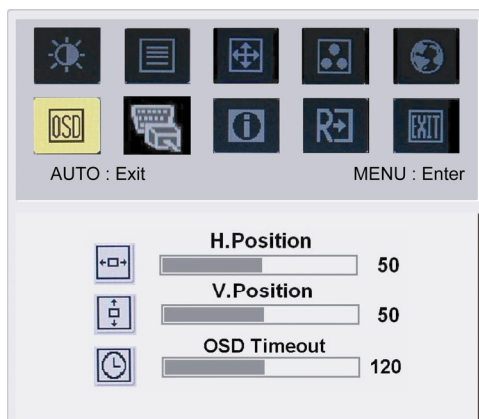 OSD
i
R
EXIT
AUTO : Exit
MENU : Enter
H.Position
50
V.Position
50
OSD Timeout
120